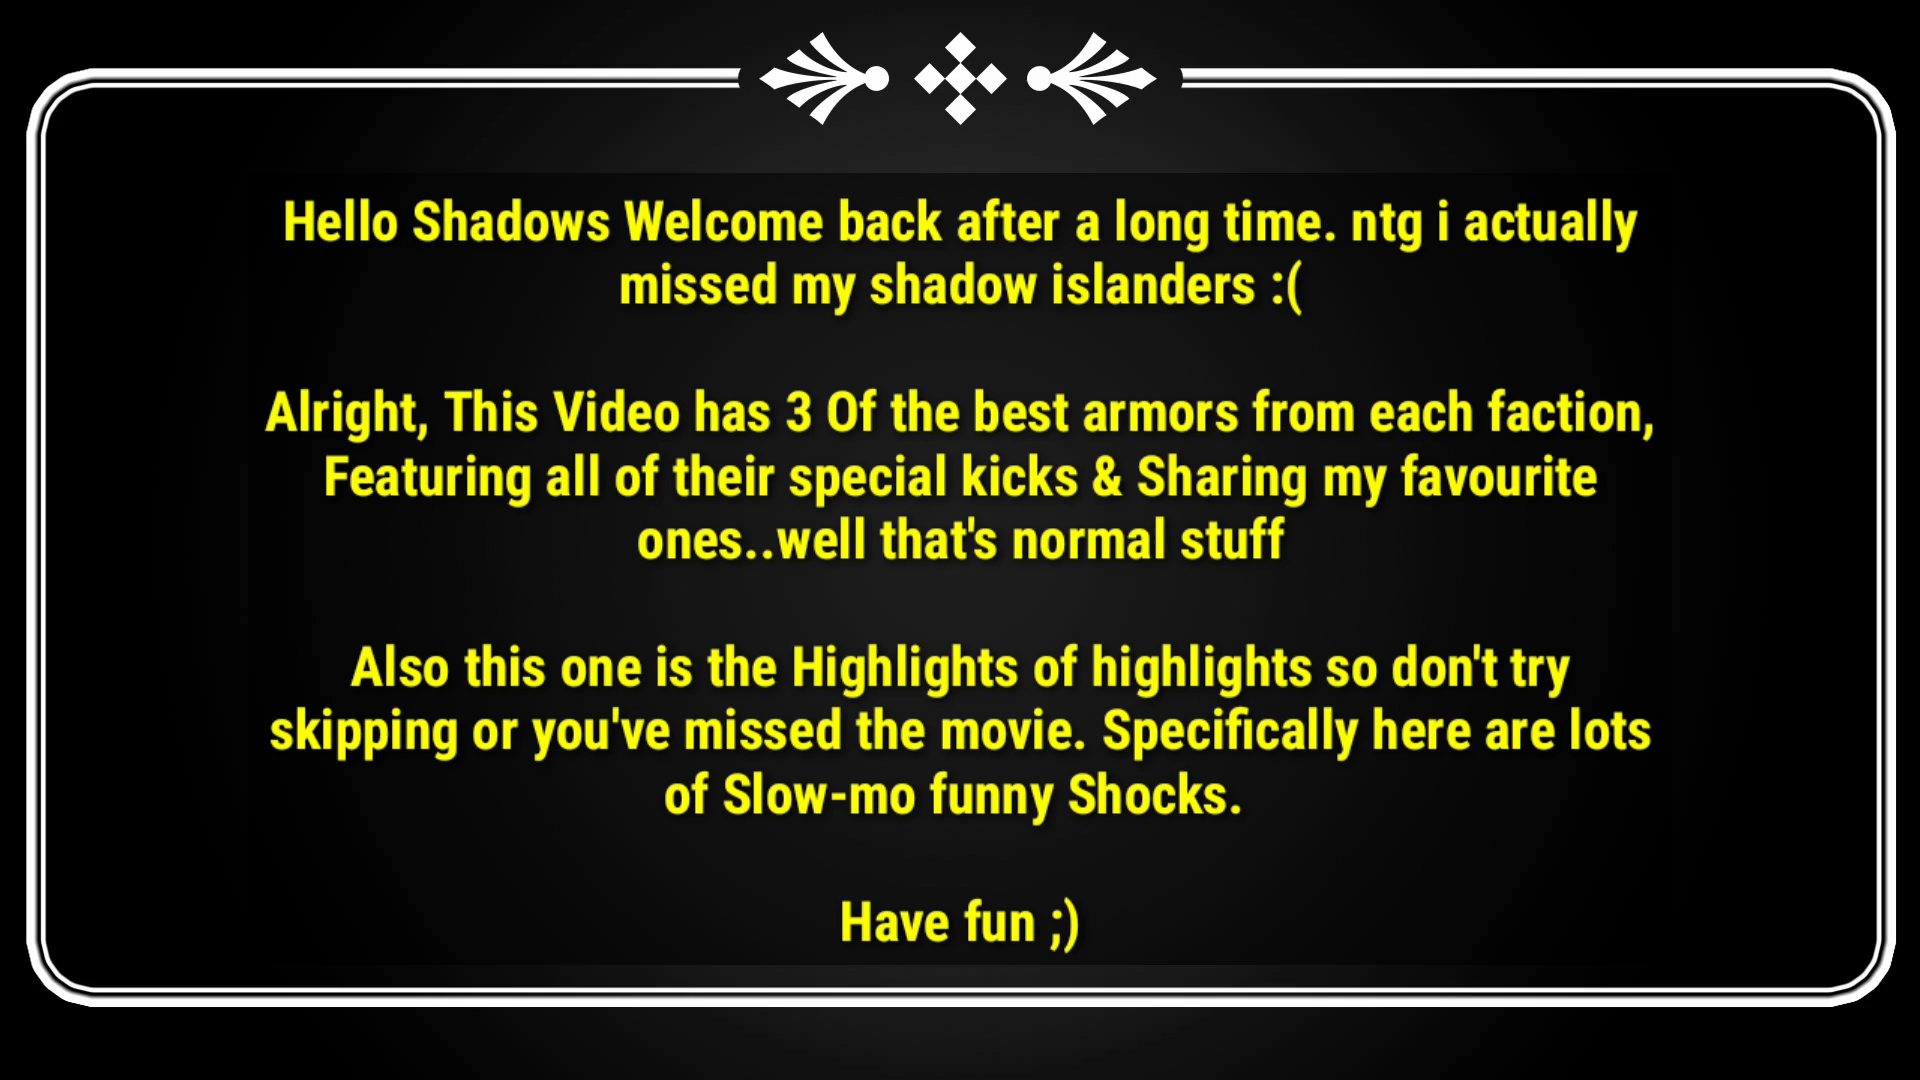 Hello Shadows Welcome back after a long time. ntg i actually
missed my shadow islanders :(
Alright, This Video has 3 Of the best armors from each faction,
Featuring all of their special kicks & Sharing my favourite
ones..well that's normal stuff
Also this one is the Highlights of highlights so don't try
skipping or you've missed the movie. Specifically here are lots
of Slow-mo funny Shocks.
Have fun ;)